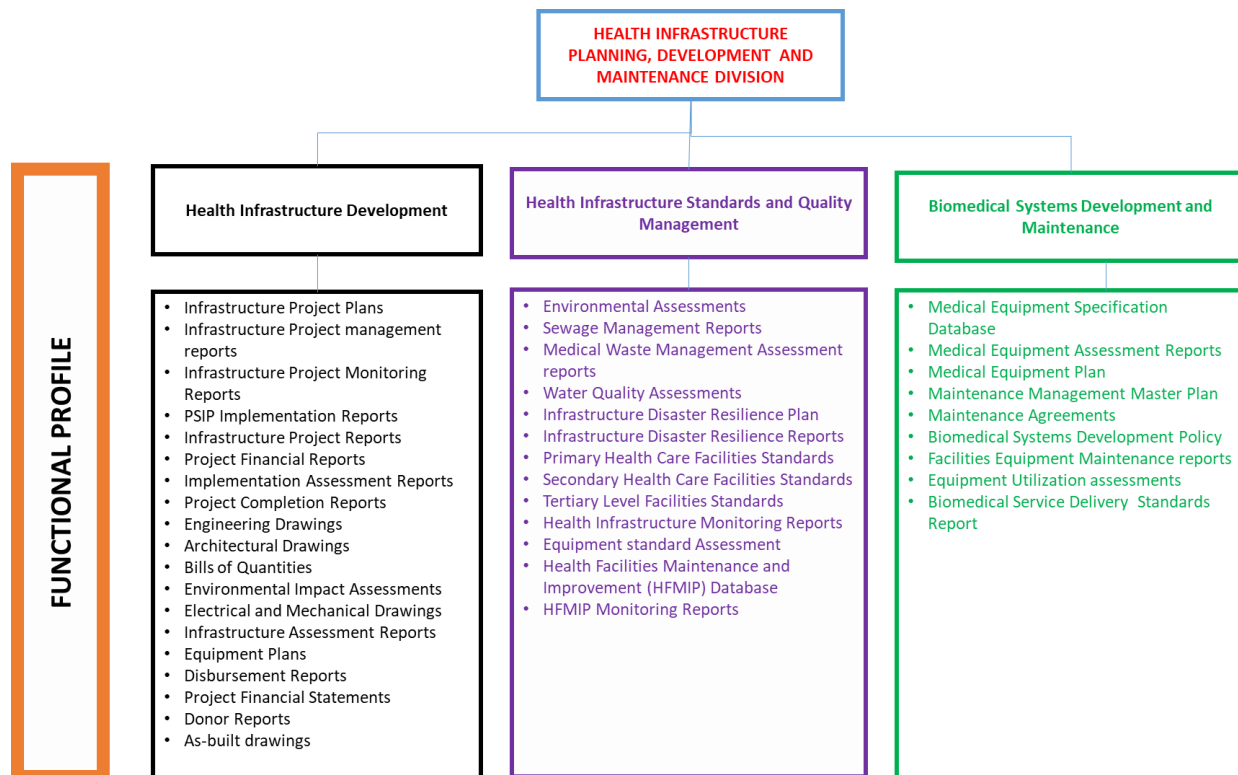 HEALTH INFRASTRUCTURE
PLANNING, DEVELOPMENT AND
MAINTENANCE DIVISION
FUNCTIONAL PROFILE
Health Infrastructure Development
• Infrastructure Project Plans
• Infrastructure Project management
reports
• Infrastructure Project Monitoring
Reports
• PSIP Implementation Reports
• Infrastructure Project Reports
• Project Financial Reports
• Implementation Assessment Reports
• Project Completion Reports
• Engineering Drawings
• Architectural Drawings
• Bills of Quantities
• Environmental Impact Assessments
• Electrical and Mechanical Drawings
• Infrastructure Assessment Reports
• Equipment Plans
• Disbursement Reports
• Project Financial Statements
• Donor Reports
• As-built drawings
Health Infrastructure Standards and Quality
Management
• Environmental Assessments
• Sewage Management Reports
• Medical Waste Management Assessment
reports
• Water Quality Assessments
• Infrastructure Disaster Resilience Plan
• Infrastructure Disaster Resilience Reports
• Primary Health Care Facilities Standards
• Secondary Health Care Facilities Standards
• Tertiary Level Facilities Standards
• Health Infrastructure Monitoring Reports
• Equipment standard Assessment
• Health Facilities Maintenance and
Improvement (HFMIP) Database
• HFMIP Monitoring Reports
Biomedical Systems Development and
Maintenance
• Medical Equipment Specification
Database
• Medical Equipment Assessment Reports
• Medical Equipment Plan
• Maintenance Management Master Plan
• Maintenance Agreements
• Biomedical Systems Development Policy
• Facilities Equipment Maintenance reports
• Equipment Utilization assessments
• Biomedical Service Delivery Standards
Report